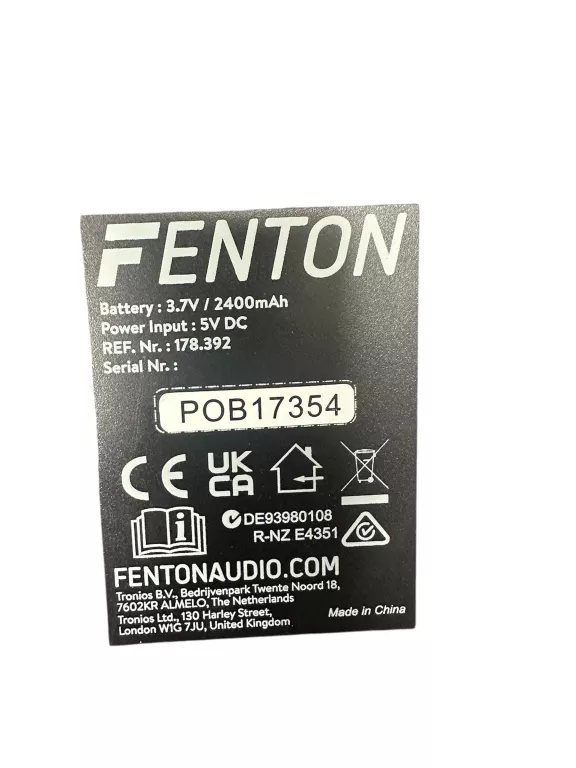 FENTON
Battery : 3.7V / 2400mAh
Power Input : 5V DC
REF. Nr. : 178.392
Serial Nr. :
POB17354
CE UK CA
i
DE93980108
R-NZ E4351
FENTONAUDIO.COM
Tronios B.V., Bedrijvenpark Twente Noord 18,
7602KR ALMELO, The Netherlands
Tronios Ltd., 130 Harley Street,
London W1G 7JU, United Kingdom
Made in China